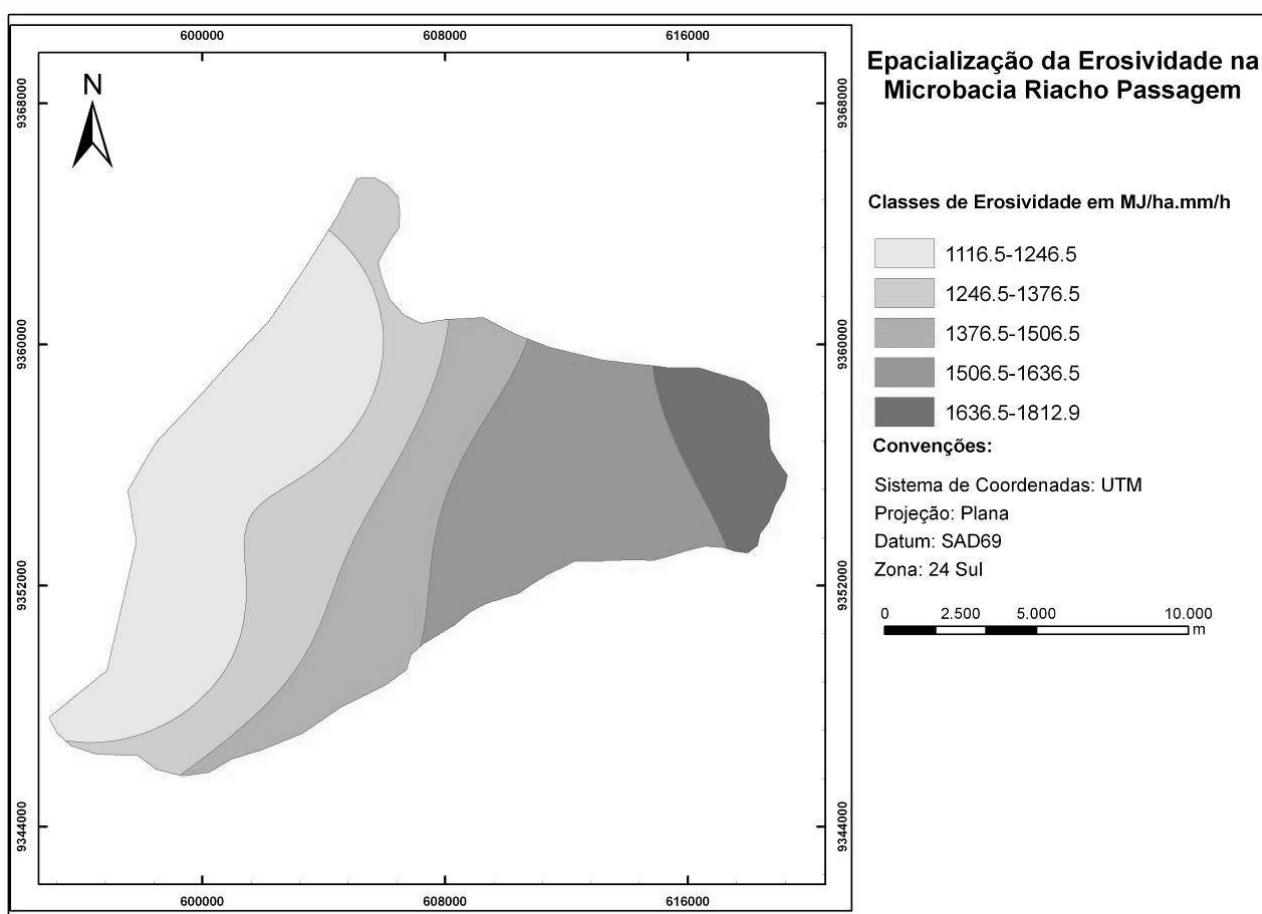 600000
608000
616000
Epacialização da Erosividade na
Microbacia Riacho Passagem
N
9368000
9368000
Classes de Erosividade em MJ/ha.mm/h
1116.5-1246.5
1246.5-1376.5
1376.5-1506.5
1506.5-1636.5
1636.5-1812.9
9360000
9360000
Convenções:
Sistema de Coordenadas: UTM
Projeção: Plana
Datum: SAD69
Zona: 24 Sul
9352000
9352000
0 2.500 5.000 10.000
m
9344000
9344000
600000
608000
616000